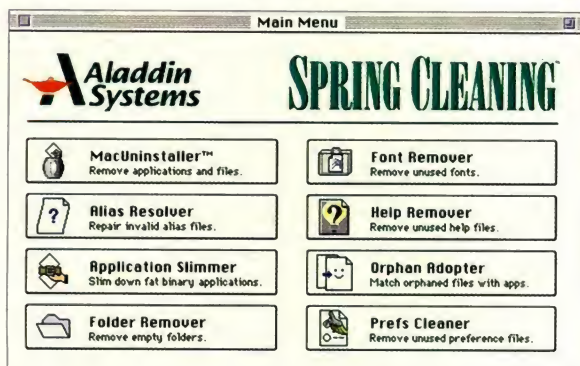 Main Menu
Aladdin
Systems
SPRING CLEANING™
MacUninstaller™
Remove applications and files.
Font Remover
Remove unused fonts.
Alias Resolver
Repair invalid alias files.
Help Remover
Remove unused help files.
Application Slimmer
Slim down fat binary applications.
Orphan Adopter
Match orphaned files with apps.
Folder Remover
Remove empty folders.
Prefs Cleaner
Remove unused preference files.